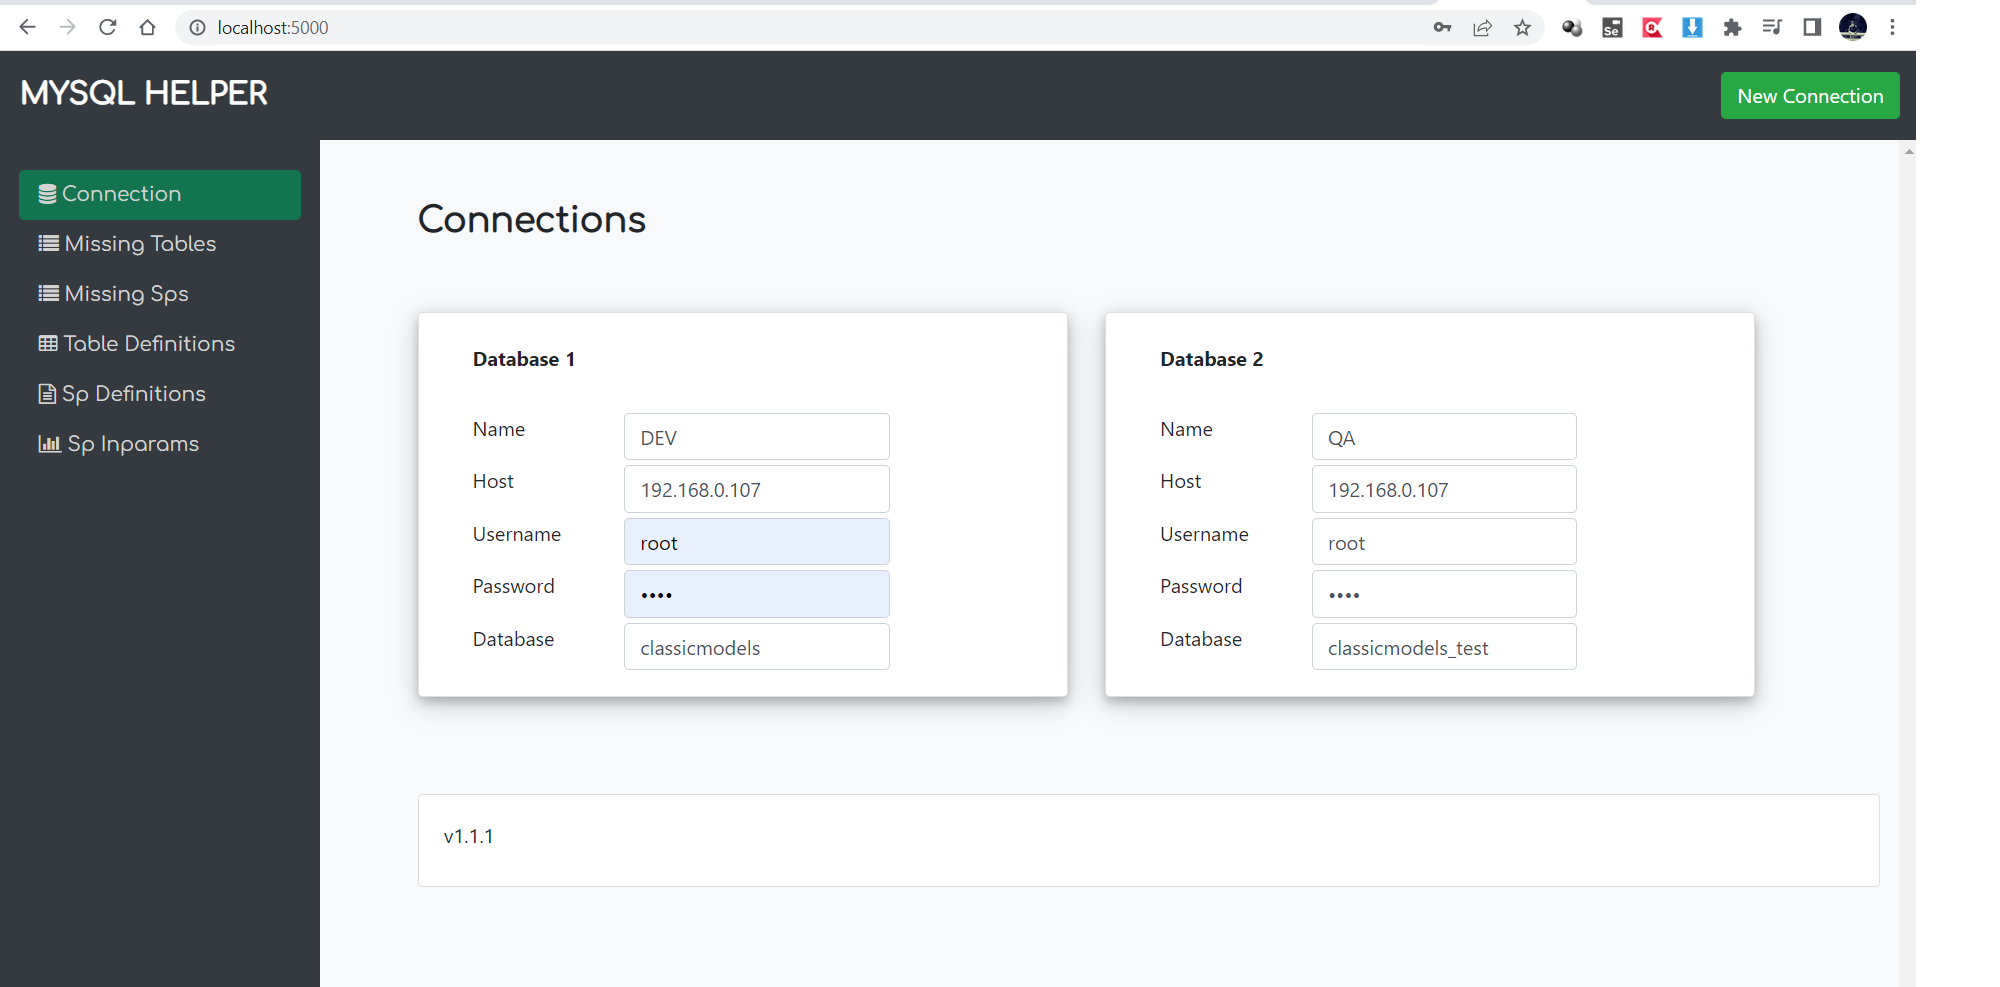 localhost:5000
Se
MYSQL HELPER
New Connection
Connection
Missing Tables
Missing Sps
Table Definitions
Sp Definitions
Sp Inparams
Connections
Database 1
Name DEV
Host 192.168.0.107
Username root
Password ••••
Database classicmodels
Database 2
Name QA
Host 192.168.0.107
Username root
Password ••••
Database classicmodels_test
v1.1.1